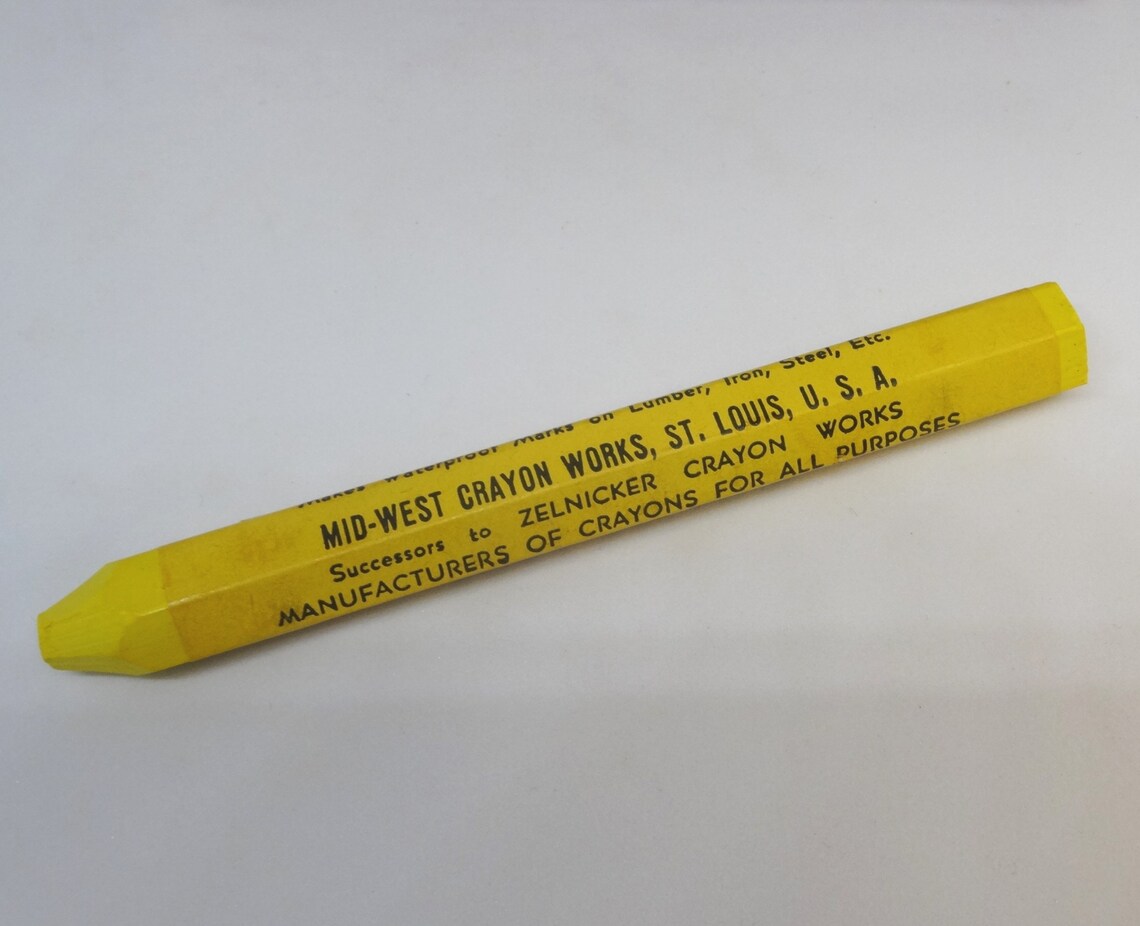 Makes Waterproof Marks on Lumber, Iron, Steel, Etc.
MID-WEST CRAYON WORKS, ST. LOUIS, U. S. A.
Successors to ZELNICKER CRAYON WORKS
MANUFACTURERS OF CRAYONS FOR ALL PURPOSES